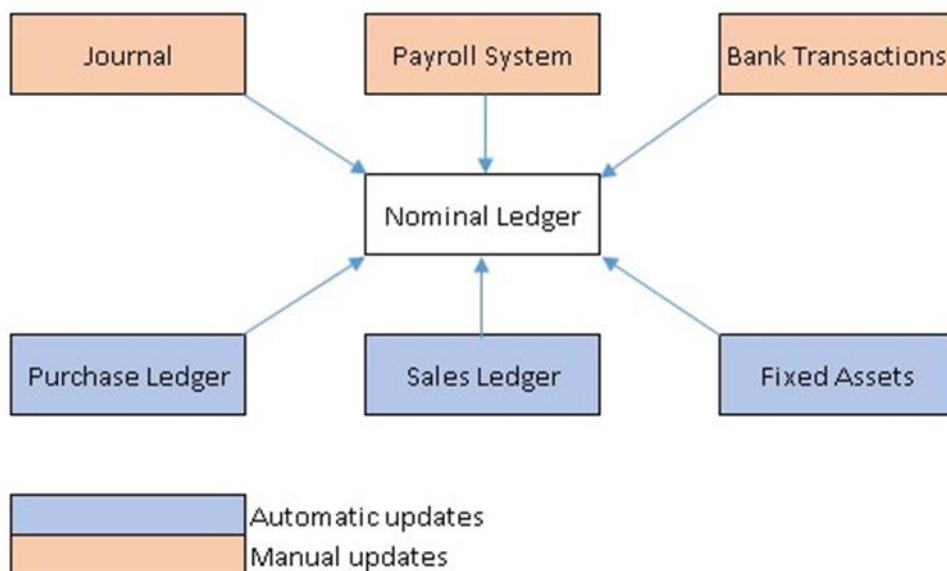 Journal
Payroll System
Bank Transactions
Nominal Ledger
Purchase Ledger
Sales Ledger
Fixed Assets
Automatic updates
Manual updates